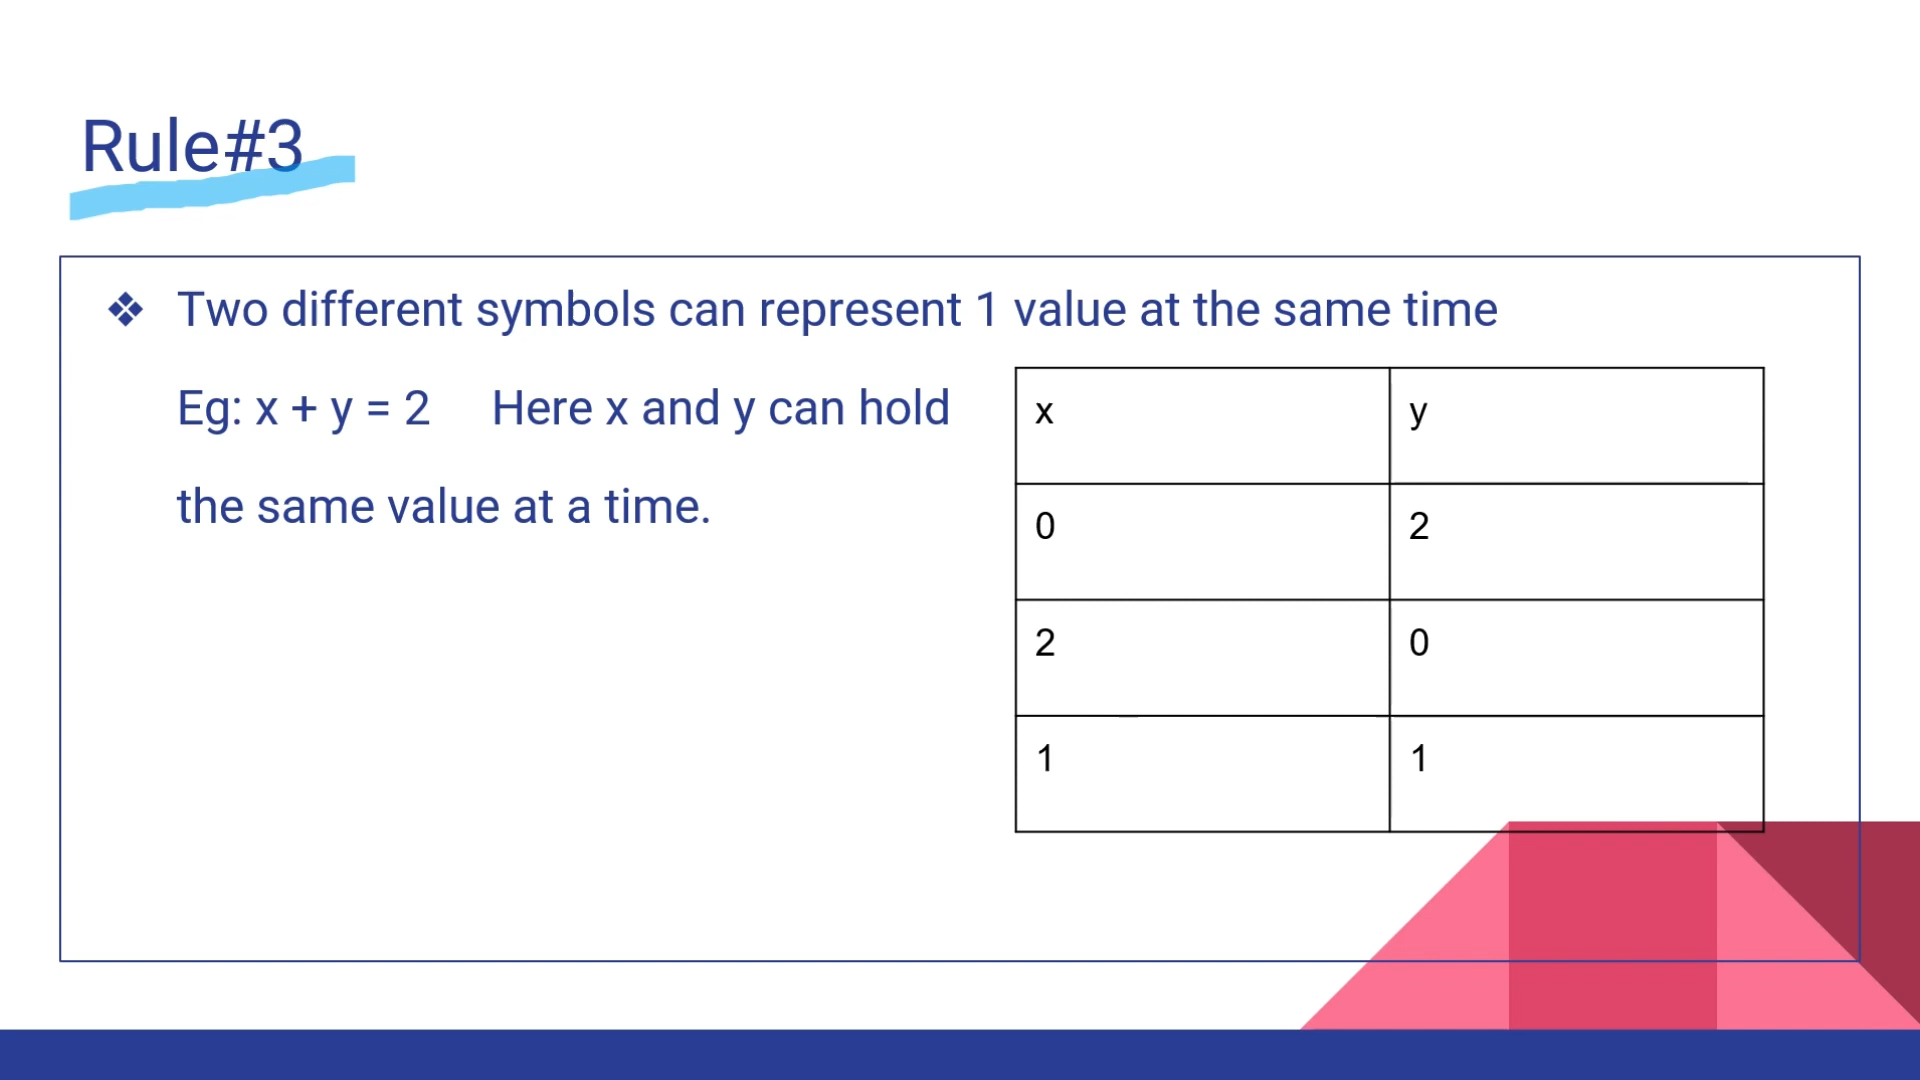 Rule#3
❖ Two different symbols can represent 1 value at the same time
Eg: x + y = 2 Here x and y can hold
the same value at a time.
x y
0 2
2 0
1 1